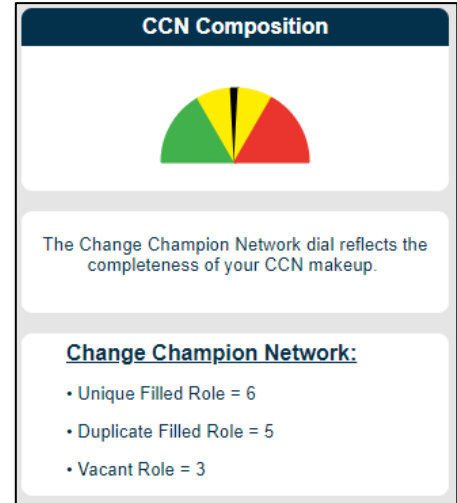 CCN Composition
The Change Champion Network dial reflects the
completeness of your CCN makeup.
Change Champion Network:
• Unique Filled Role = 6
• Duplicate Filled Role = 5
• Vacant Role = 3